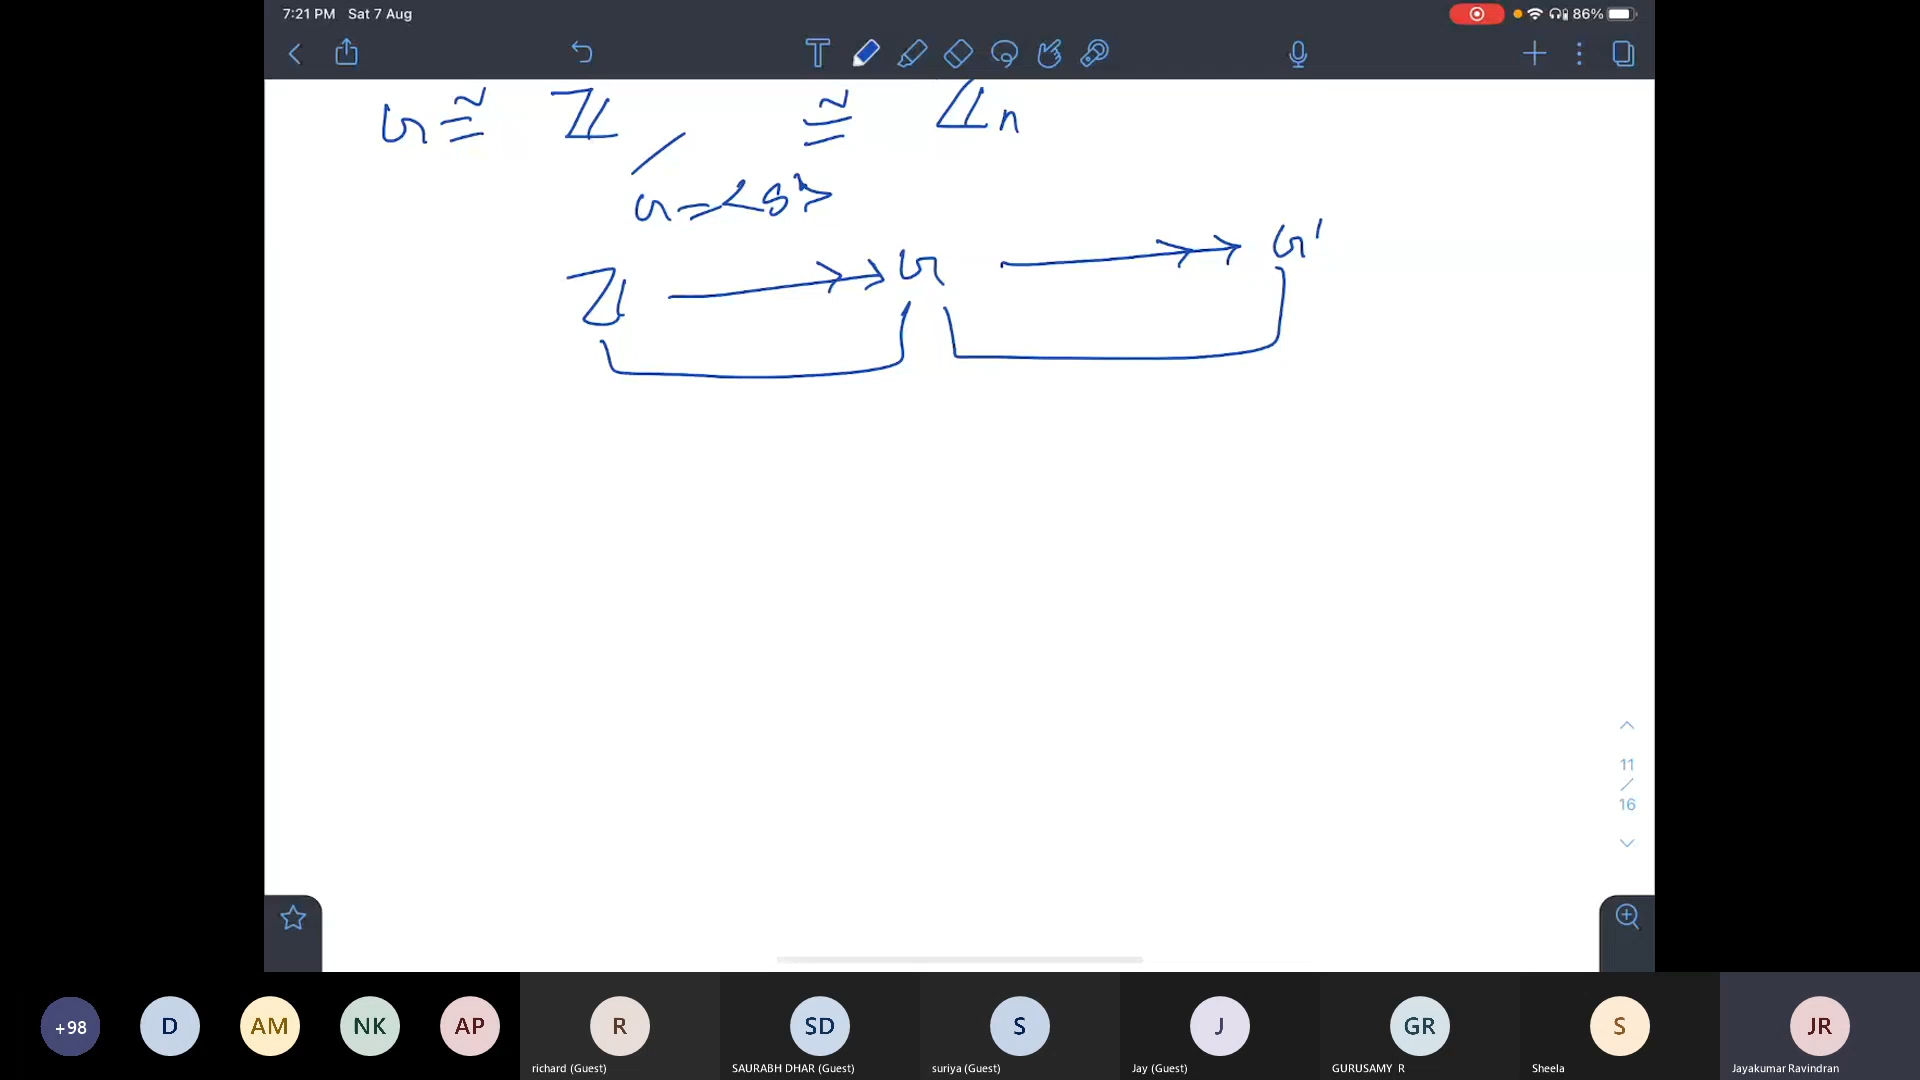 7:21 PM Sat 7 Aug
86%
T
G ≅ ℤ ≅ ℤn
/
G=<s>
ℤ ↠ G ↠ G'
11
/
16
+98 D AM NK AP R SD S J GR S JR
richard (Guest) SAURABH DHAR (Guest) suriya (Guest) Jay (Guest) GURUSAMY R Sheela Jayakumar Ravindran